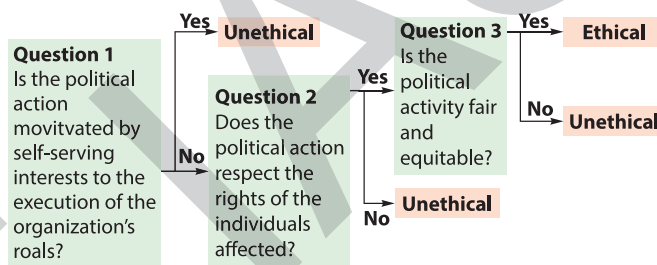 Question 1
Is the political
action
movitvated by
self-serving
interests to the
execution of the
organization's
roals?
Yes
Unethical
No
Question 2
Does the
political action
respect the
rights of the
individuals
affected?
Yes
No
Unethical
Question 3
Is the
political
activity fair
and
equitable?
Yes
Ethical
No
Unethical